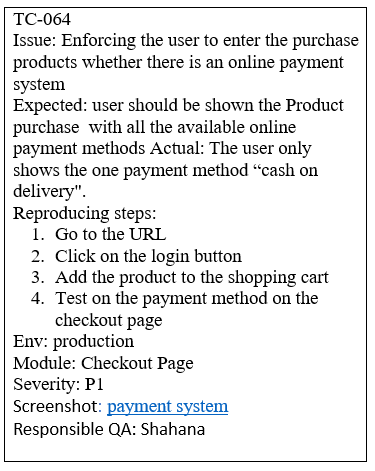 TC-064
Issue: Enforcing the user to enter the purchase
products whether there is an online payment
system
Expected: user should be shown the Product
purchase  with all the available online
payment methods Actual: The user only
shows the one payment method “cash on
delivery".
Reproducing steps:
1. Go to the URL
2. Click on the login button
3. Add the product to the shopping cart
4. Test on the payment method on the
checkout page
Env: production
Module: Checkout Page
Severity: P1
Screenshot: payment system
Responsible QA: Shahana